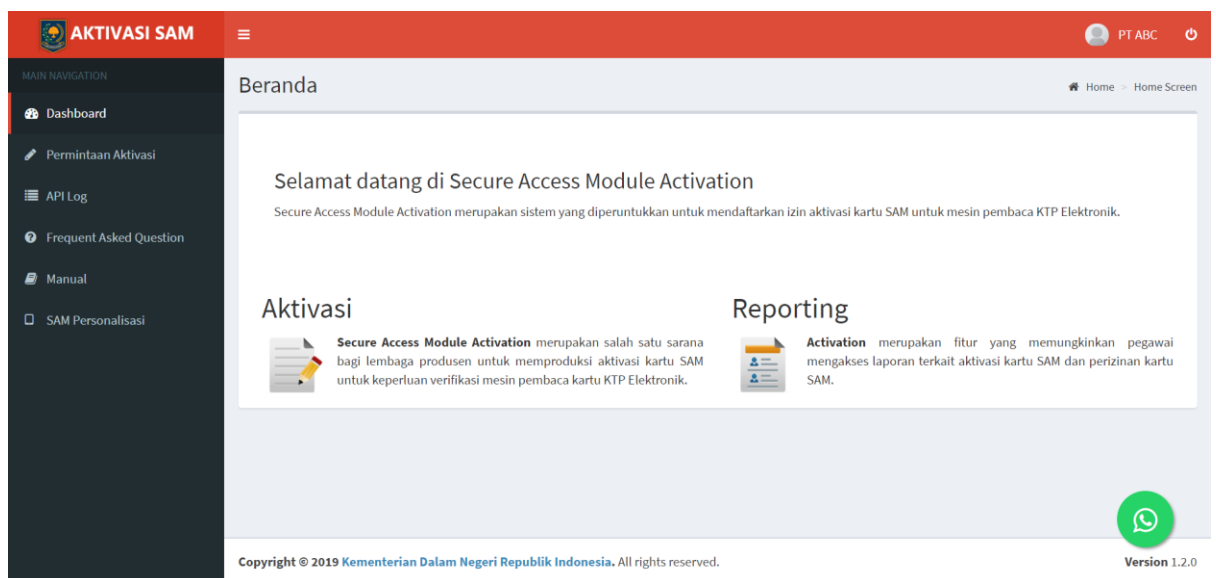 AKTIVASI SAM
PT ABC
MAIN NAVIGATION
Dashboard
Permintaan Aktivasi
API Log
Frequent Asked Question
Manual
SAM Personalisasi
Beranda
Home > Home Screen
Selamat datang di Secure Access Module Activation
Secure Access Module Activation merupakan sistem yang diperuntukkan untuk mendaftarkan izin aktivasi kartu SAM untuk mesin pembaca KTP Elektronik.
Aktivasi
Secure Access Module Activation merupakan salah satu sarana
bagi lembaga produsen untuk memproduksi aktivasi kartu SAM
untuk keperluan verifikasi mesin pembaca kartu KTP Elektronik.
Reporting
Activation merupakan fitur yang memungkinkan pegawai
mengakses laporan terkait aktivasi kartu SAM dan perizinan kartu
SAM.
Copyright © 2019 Kementerian Dalam Negeri Republik Indonesia. All rights reserved.
Version 1.2.0